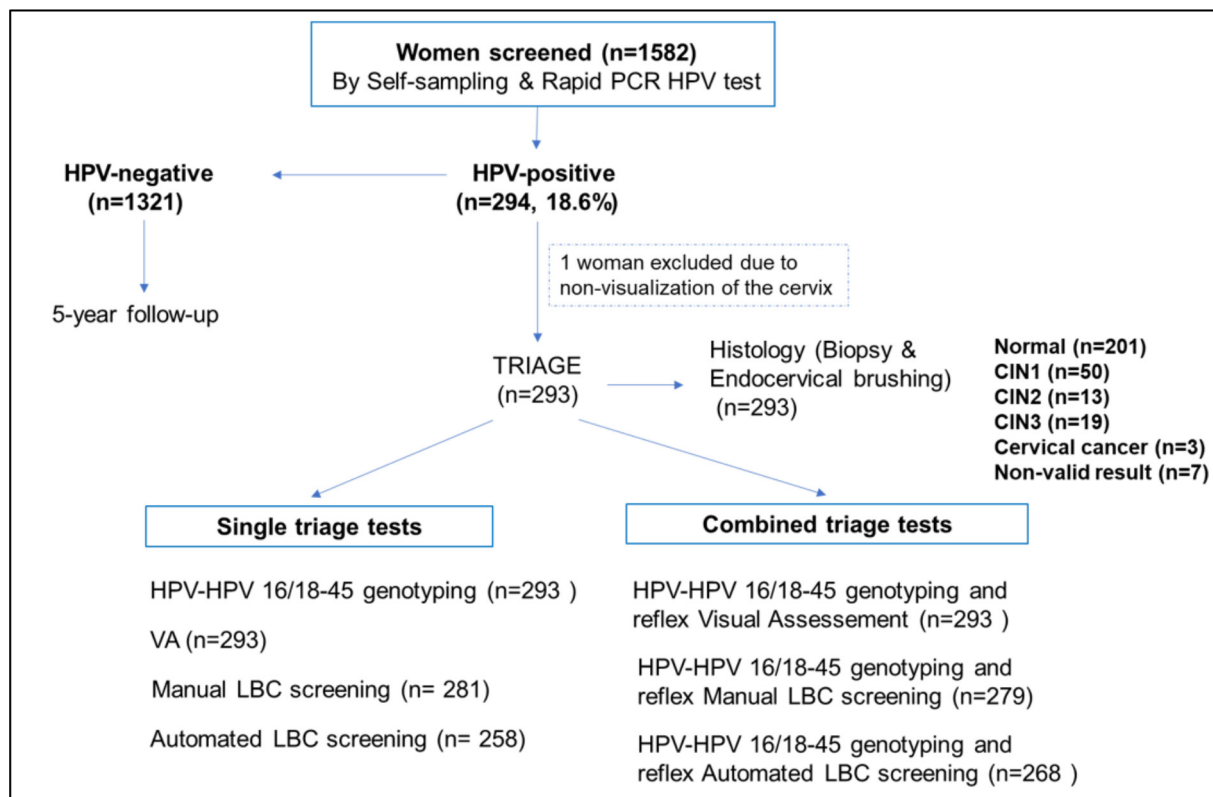 Women screened (n=1582)
By Self-sampling & Rapid PCR HPV test
HPV-negative
(n=1321)
HPV-positive
(n=294, 18.6%)
1 woman excluded due to
non-visualization of the cervix
5-year follow-up
TRIAGE
(n=293)
Histology (Biopsy &
Endocervical brushing)
(n=293)
Normal (n=201)
CIN1 (n=50)
CIN2 (n=13)
CIN3 (n=19)
Cervical cancer (n=3)
Non-valid result (n=7)
Single triage tests
HPV-HPV 16/18-45 genotyping (n=293 )
VA (n=293)
Manual LBC screening (n= 281)
Automated LBC screening (n= 258)
Combined triage tests
HPV-HPV 16/18-45 genotyping and
reflex Visual Assessement (n=293 )
HPV-HPV 16/18-45 genotyping and
reflex Manual LBC screening (n=279)
HPV-HPV 16/18-45 genotyping and
reflex Automated LBC screening (n=268 )